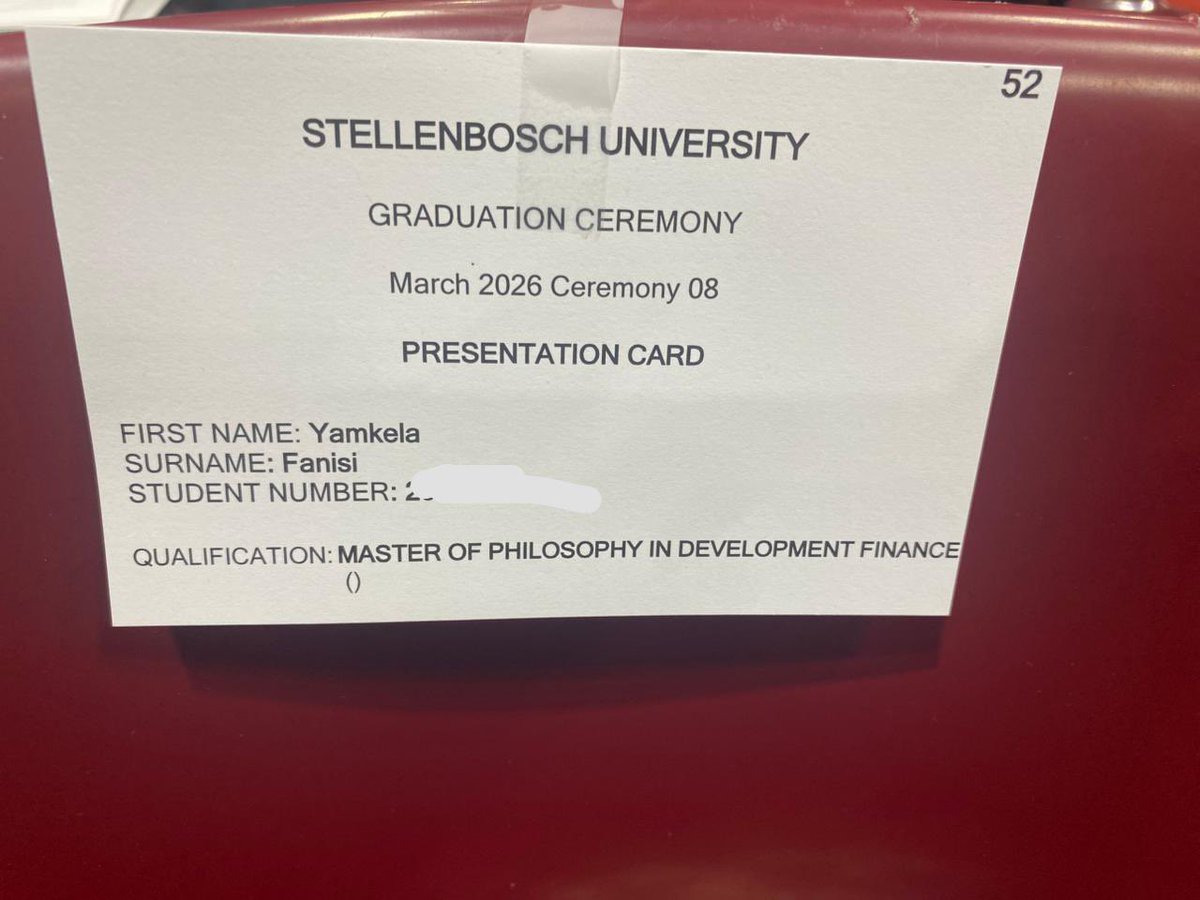 52
STELLENBOSCH UNIVERSITY
GRADUATION CEREMONY
March 2026 Ceremony 08
PRESENTATION CARD
FIRST NAME: Yamkela
SURNAME: Fanisi
STUDENT NUMBER:
QUALIFICATION: MASTER OF PHILOSOPHY IN DEVELOPMENT FINANCE
()